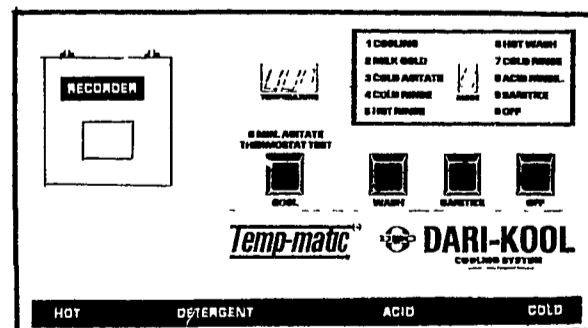 RECORDER
TEMPERATURE
1 COOLING
2 MILK COLD
3 COLD AGITATE
4 COLD RINSE
5 HOT RINSE
MODE
6 HOT WASH
7 COLD RINSE
8 ACID RINSE
9 SANITIZE
0 OFF
5 MIN. AGITATE
THERMOSTAT TEST
COOL
WASH
SANITIZE
OFF
Temp-matic
DARI-KOOL
COOLING SYSTEM
HOT
DETERGENT
ACID
COLD